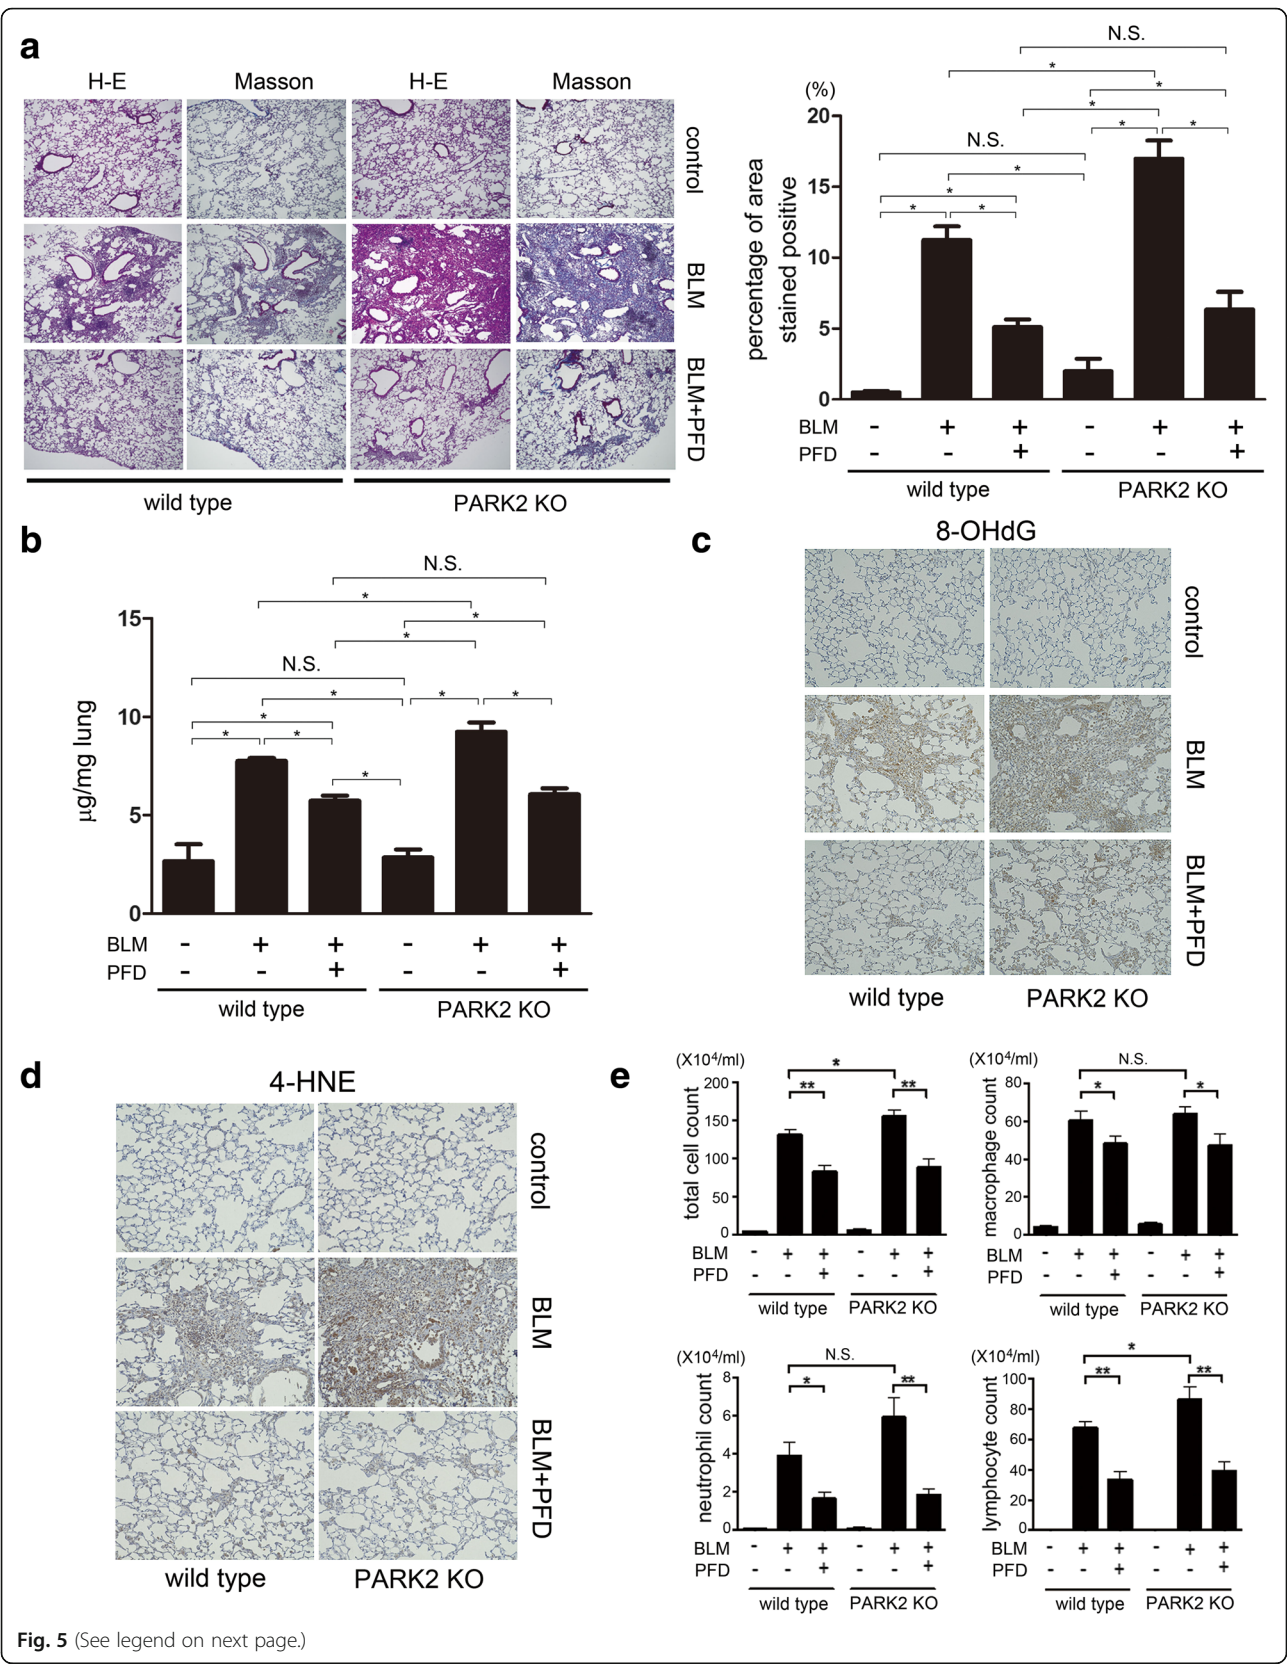 a
H-E Masson H-E Masson
control
BLM
BLM+PFD
wild type PARK2 KO
N.S.
*
*
*
* *
N.S.
*
*
* *
(%)
percentage of area
stained positive
20
15
10
5
0
BLM - + + - + +
PFD - - + - - +
wild type PARK2 KO
b
N.S.
*
*
*
N.S.
* * *
*
* *
*
µg/mg lung
15
10
5
0
BLM - + + - + +
PFD - - + - - +
wild type PARK2 KO
c
8-OHdG
control
BLM
BLM+PFD
wild type PARK2 KO
d
4-HNE
control
BLM
BLM+PFD
wild type PARK2 KO
e
(X10⁴/ml)
*
** **
total cell count
200
150
100
50
0
BLM - + + - + +
PFD - - + - - +
wild type PARK2 KO
(X10⁴/ml)
N.S.
* *
macrophage count
80
60
40
20
0
BLM - + + - + +
PFD - - + - - +
wild type PARK2 KO
(X10⁴/ml)
N.S.
* **
neutrophil count
8
6
4
2
0
BLM - + + - + +
PFD - - + - - +
wild type PARK2 KO
(X10⁴/ml)
*
** **
lymphocyte count
100
80
60
40
20
0
BLM - + + - + +
PFD - - + - - +
wild type PARK2 KO
Fig. 5 (See legend on next page.)